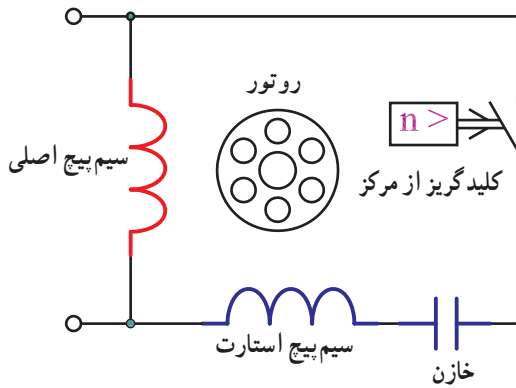 روتور
n >
سیم‌پیچ اصلی
کلید گریز از مرکز
سیم‌پیچ استارت
خازن